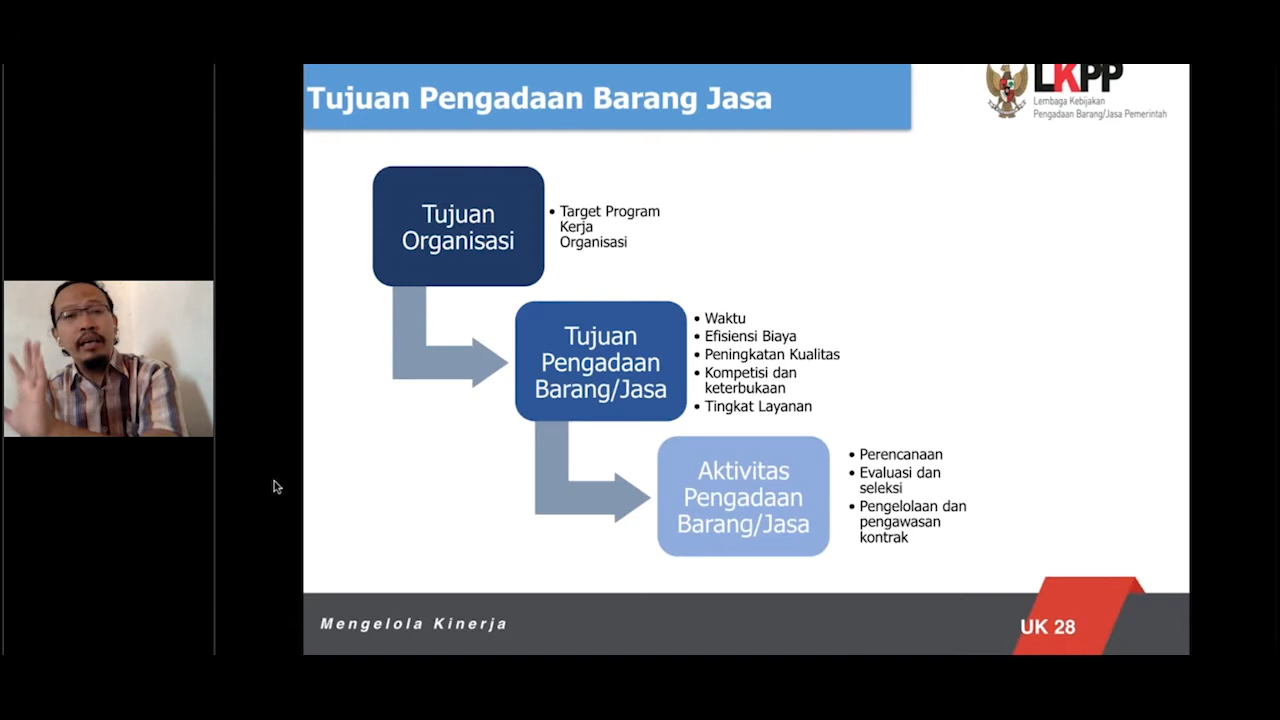 Tujuan Pengadaan Barang Jasa
LKPP
Lembaga Kebijakan
Pengadaan Barang/Jasa Pemerintah
Tujuan
Organisasi
• Target Program
Kerja
Organisasi
Tujuan
Pengadaan
Barang/Jasa
• Waktu
• Efisiensi Biaya
• Peningkatan Kualitas
• Kompetisi dan
keterbukaan
• Tingkat Layanan
Aktivitas
Pengadaan
Barang/Jasa
• Perencanaan
• Evaluasi dan
seleksi
• Pengelolaan dan
pengawasan
kontrak
Mengelola Kinerja
UK 28